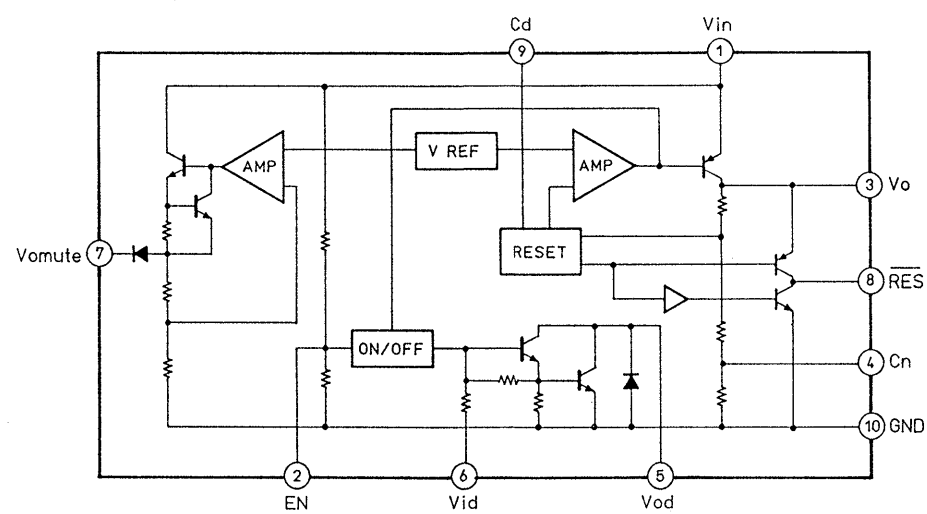 Cd Vin
9 1
AMP V REF AMP
3 Vo
Vomute 7 RESET
8 R̅E̅S̅
ON/OFF
4 Cn
10 GND
2 6 5
EN Vid Vod